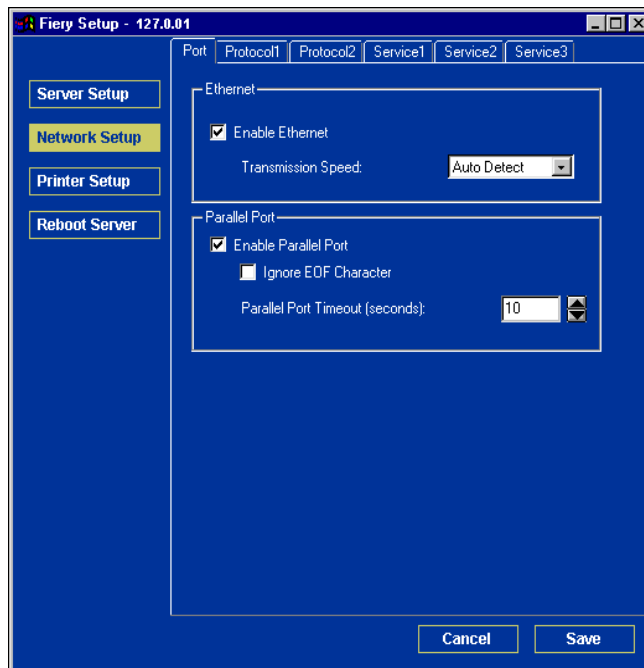 Fiery Setup - 127.0.01
Port Protocol1 Protocol2 Service1 Service2 Service3
Server Setup
Network Setup
Printer Setup
Reboot Server
Ethernet
Enable Ethernet
Transmission Speed: Auto Detect
Parallel Port
Enable Parallel Port
Ignore EOF Character
Parallel Port Timeout (seconds): 10
Cancel Save